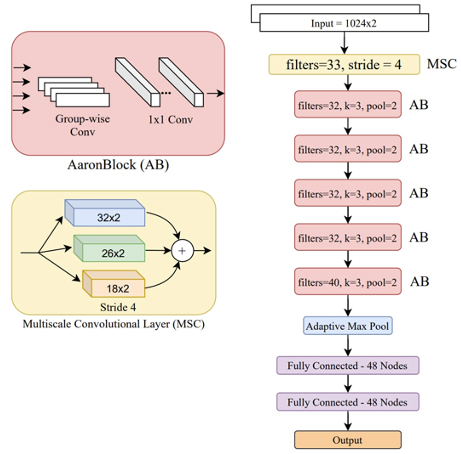 Group-wise
Conv
1x1 Conv
AaronBlock (AB)
32x2
26x2
18x2
+
Stride 4
Multiscale Convolutional Layer (MSC)
Input = 1024x2
filters=33, stride = 4
MSC
filters=32, k=3, pool=2
AB
filters=32, k=3, pool=2
AB
filters=32, k=3, pool=2
AB
filters=32, k=3, pool=2
AB
filters=40, k=3, pool=2
AB
Adaptive Max Pool
Fully Connected - 48 Nodes
Fully Connected - 48 Nodes
Output